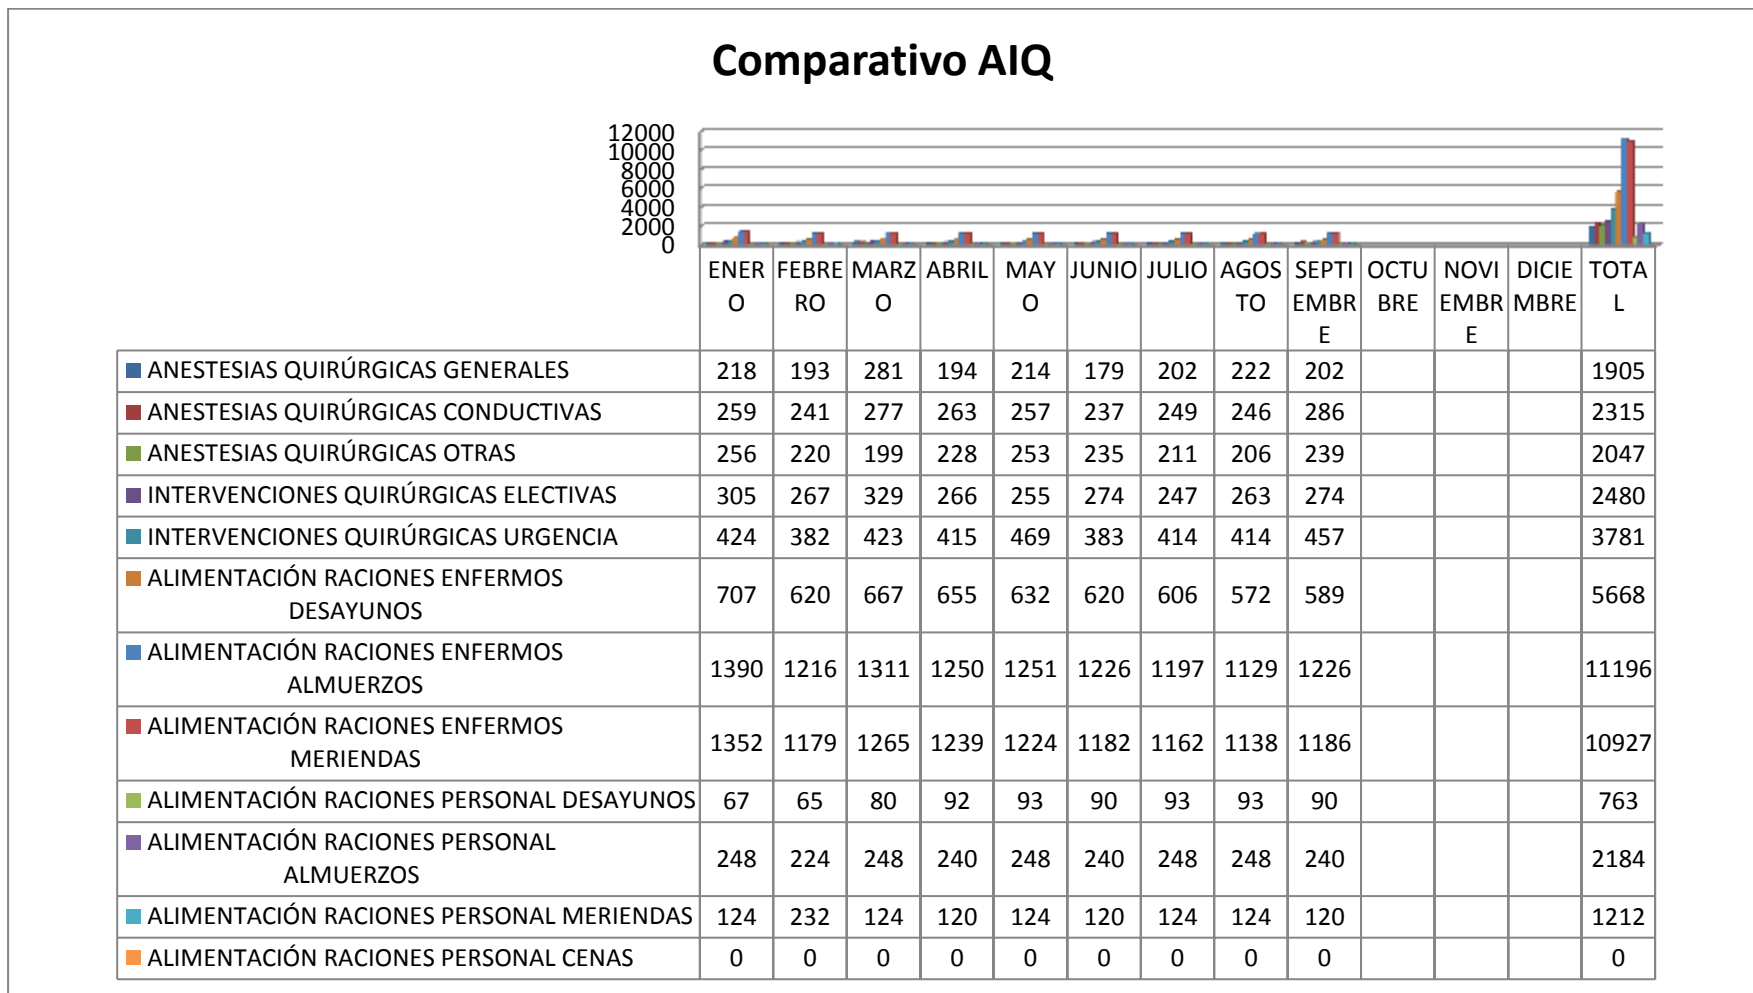 Comparativo AIQ
12000
10000
8000
6000
4000
2000
0
ENER FEBRE MARZ ABRIL MAY JUNIO JULIO AGOS SEPTI OCTU NOVI DICIE TOTA
O RO O O TO EMBR BRE EMBR MBRE L
E E
ANESTESIAS QUIRÚRGICAS GENERALES 218 193 281 194 214 179 202 222 202 1905
ANESTESIAS QUIRÚRGICAS CONDUCTIVAS 259 241 277 263 257 237 249 246 286 2315
ANESTESIAS QUIRÚRGICAS OTRAS 256 220 199 228 253 235 211 206 239 2047
INTERVENCIONES QUIRÚRGICAS ELECTIVAS 305 267 329 266 255 274 247 263 274 2480
INTERVENCIONES QUIRÚRGICAS URGENCIA 424 382 423 415 469 383 414 414 457 3781
ALIMENTACIÓN RACIONES ENFERMOS
DESAYUNOS 707 620 667 655 632 620 606 572 589 5668
ALIMENTACIÓN RACIONES ENFERMOS
ALMUERZOS 1390 1216 1311 1250 1251 1226 1197 1129 1226 11196
ALIMENTACIÓN RACIONES ENFERMOS
MERIENDAS 1352 1179 1265 1239 1224 1182 1162 1138 1186 10927
ALIMENTACIÓN RACIONES PERSONAL DESAYUNOS 67 65 80 92 93 90 93 93 90 763
ALIMENTACIÓN RACIONES PERSONAL
ALMUERZOS 248 224 248 240 248 240 248 248 240 2184
ALIMENTACIÓN RACIONES PERSONAL MERIENDAS 124 232 124 120 124 120 124 124 120 1212
ALIMENTACIÓN RACIONES PERSONAL CENAS 0 0 0 0 0 0 0 0 0 0